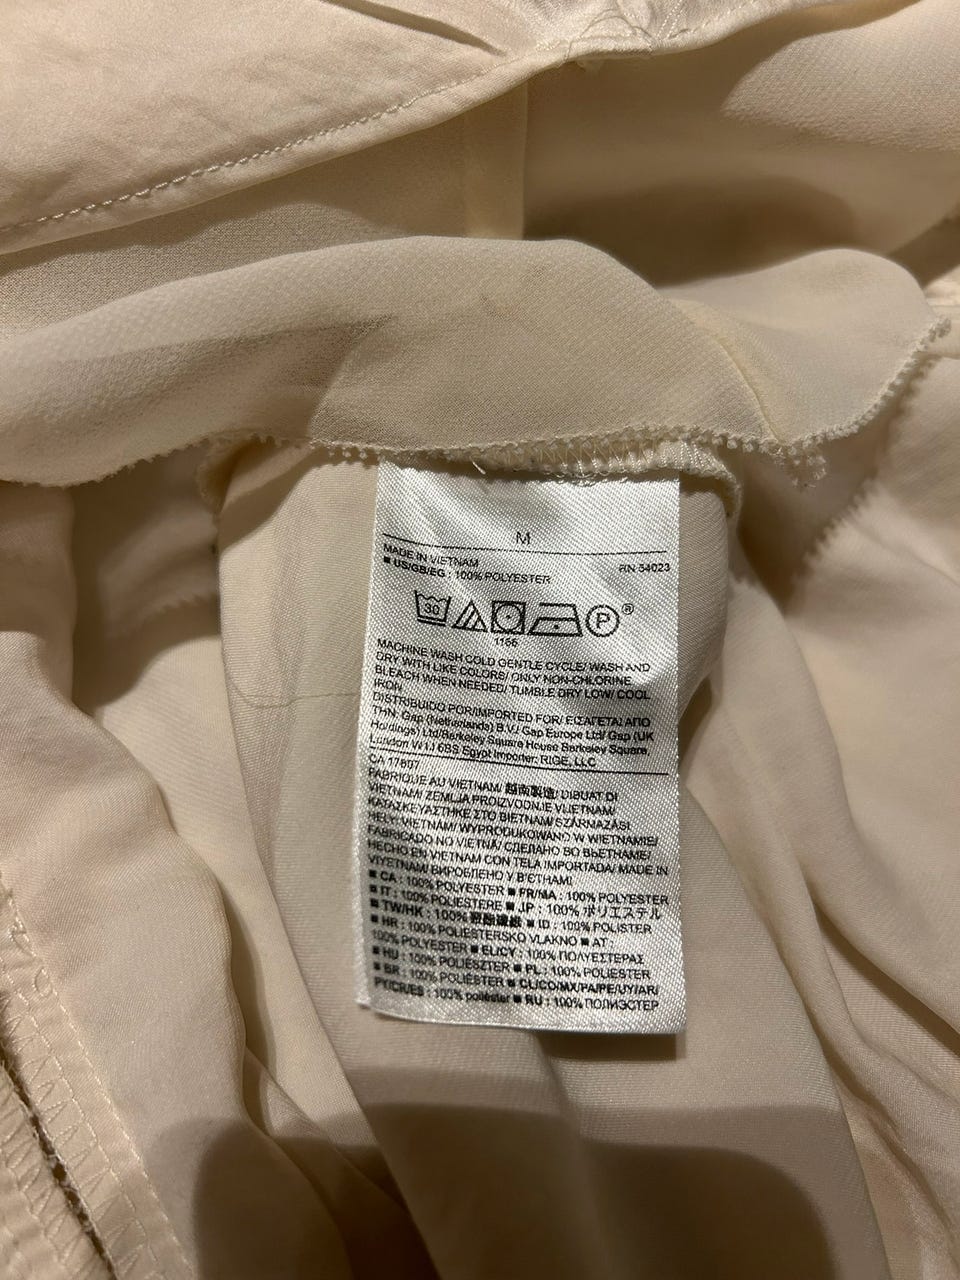 M
MADE IN VIETNAM
RN 54023
■ US/GB/EG : 100% POLYESTER
30 P ®
1166
MACHINE WASH COLD GENTLE CYCLE/ WASH AND
DRY WITH LIKE COLORS/ ONLY NON-CHLORINE
BLEACH WHEN NEEDED/ TUMBLE DRY LOW/ COOL
IRON
DISTRIBUIDO POR/IMPORTED FOR/ ΕΙΣΑΓΕΤΑΙ ΑΠΟ
THN: Gap (Netherlands) B.V./ Gap Europe Ltd/ Gap (UK
Holdings) Ltd/Berkeley Square House Berkeley Square,
London W1J 6BS Egypt Importer: RIGE, LLC
CA 17897
FABRIQUE AU VIETNAM/ 越南製造/ DIBUAT DI
VIETNAM/ ZEMLJA PROIZVODNJE VIJETNAM/
ΚΑΤΑΣΚΕΥΑΣΤΗΚΕ ΣΤΟ ΒΙΕΤΝΑΜ/ SZÁRMAZÁSI
HELY: VIETNAM/ WYPRODUKOWANO W WIETNAMIE/
FABRICADO NO VIETNÃ/ СДЕЛАНО ВО ВЬЕТНАМЕ/
HECHO EN VIETNAM CON TELA IMPORTADA/ MADE IN
VIYETNAM/ ВИРОБЛЕНО У В'ЄТНАМІ
■ CA : 100% POLYESTER ■ FR/MA : 100% POLYESTER
■ IT : 100% POLIESTERE ■ JP : 100% ポリエステル
■ TW/HK : 100% 聚酯纖維 ■ ID : 100% POLISTER
■ HR : 100% POLIESTERSKO VLAKNO ■ AT :
100% POLYESTER ■ EL/CY : 100% ΠΟΛΥΕΣΤΕΡΑΣ
■ HU : 100% POLIÉSZTER ■ PL : 100% POLIESTER
■ BR : 100% POLIÉSTER ■ CL/CO/MX/PA/PE/UY/AR/
PY/CR/ES : 100% poliéster ■ RU : 100% ПОЛИЭСТЕР